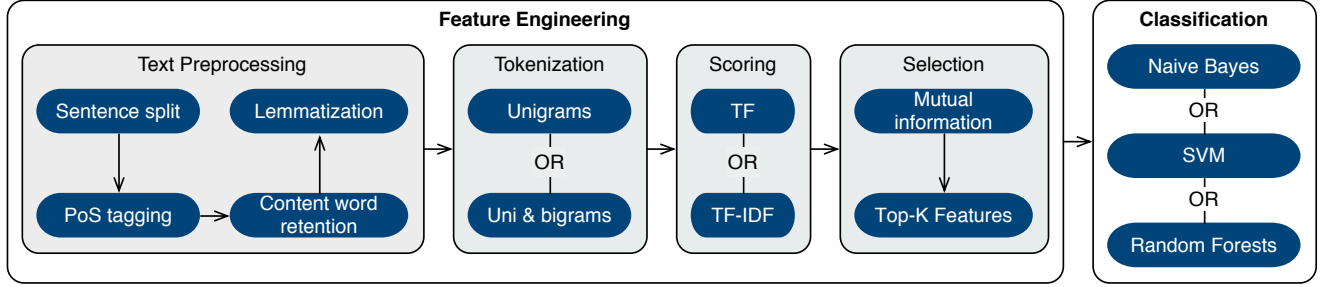 Feature Engineering
Text Preprocessing
Sentence split
PoS tagging
Content word
retention
Lemmatization
Tokenization
Unigrams
OR
Uni & bigrams
Scoring
TF
OR
TF-IDF
Selection
Mutual
information
Top-K Features
Classification
Naive Bayes
OR
SVM
OR
Random Forests